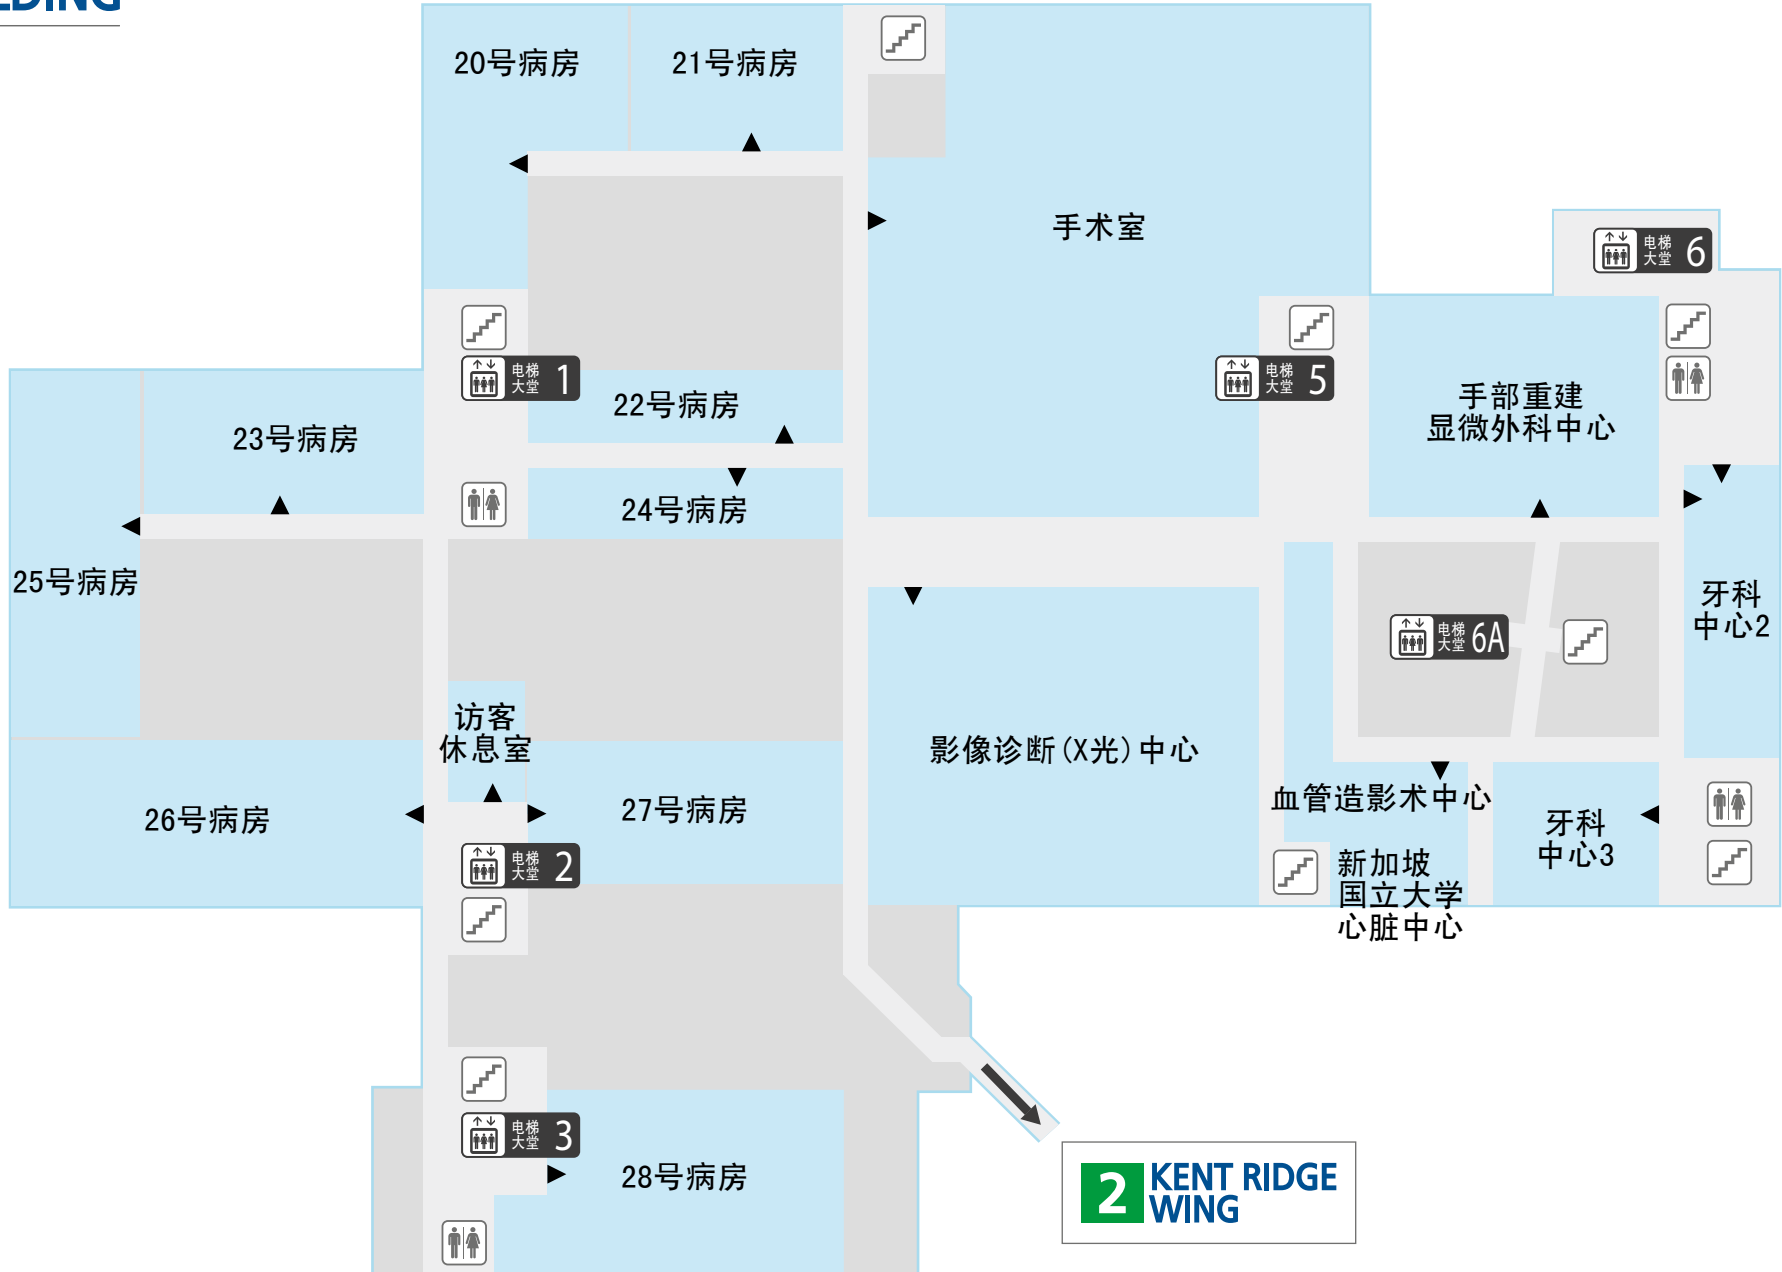 20号病房
21号病房
手术室
电梯
大堂 6
电梯
大堂 1
22号病房
电梯
大堂 5
手部重建
显微外科中心
23号病房
24号病房
25号病房
牙科
中心2
电梯
大堂 6A
访客
休息室
影像诊断(X光)中心
26号病房
27号病房
血管造影术中心
牙科
中心3
电梯
大堂 2
新加坡
国立大学
心脏中心
电梯
大堂 3
28号病房
2 KENT RIDGE
WING